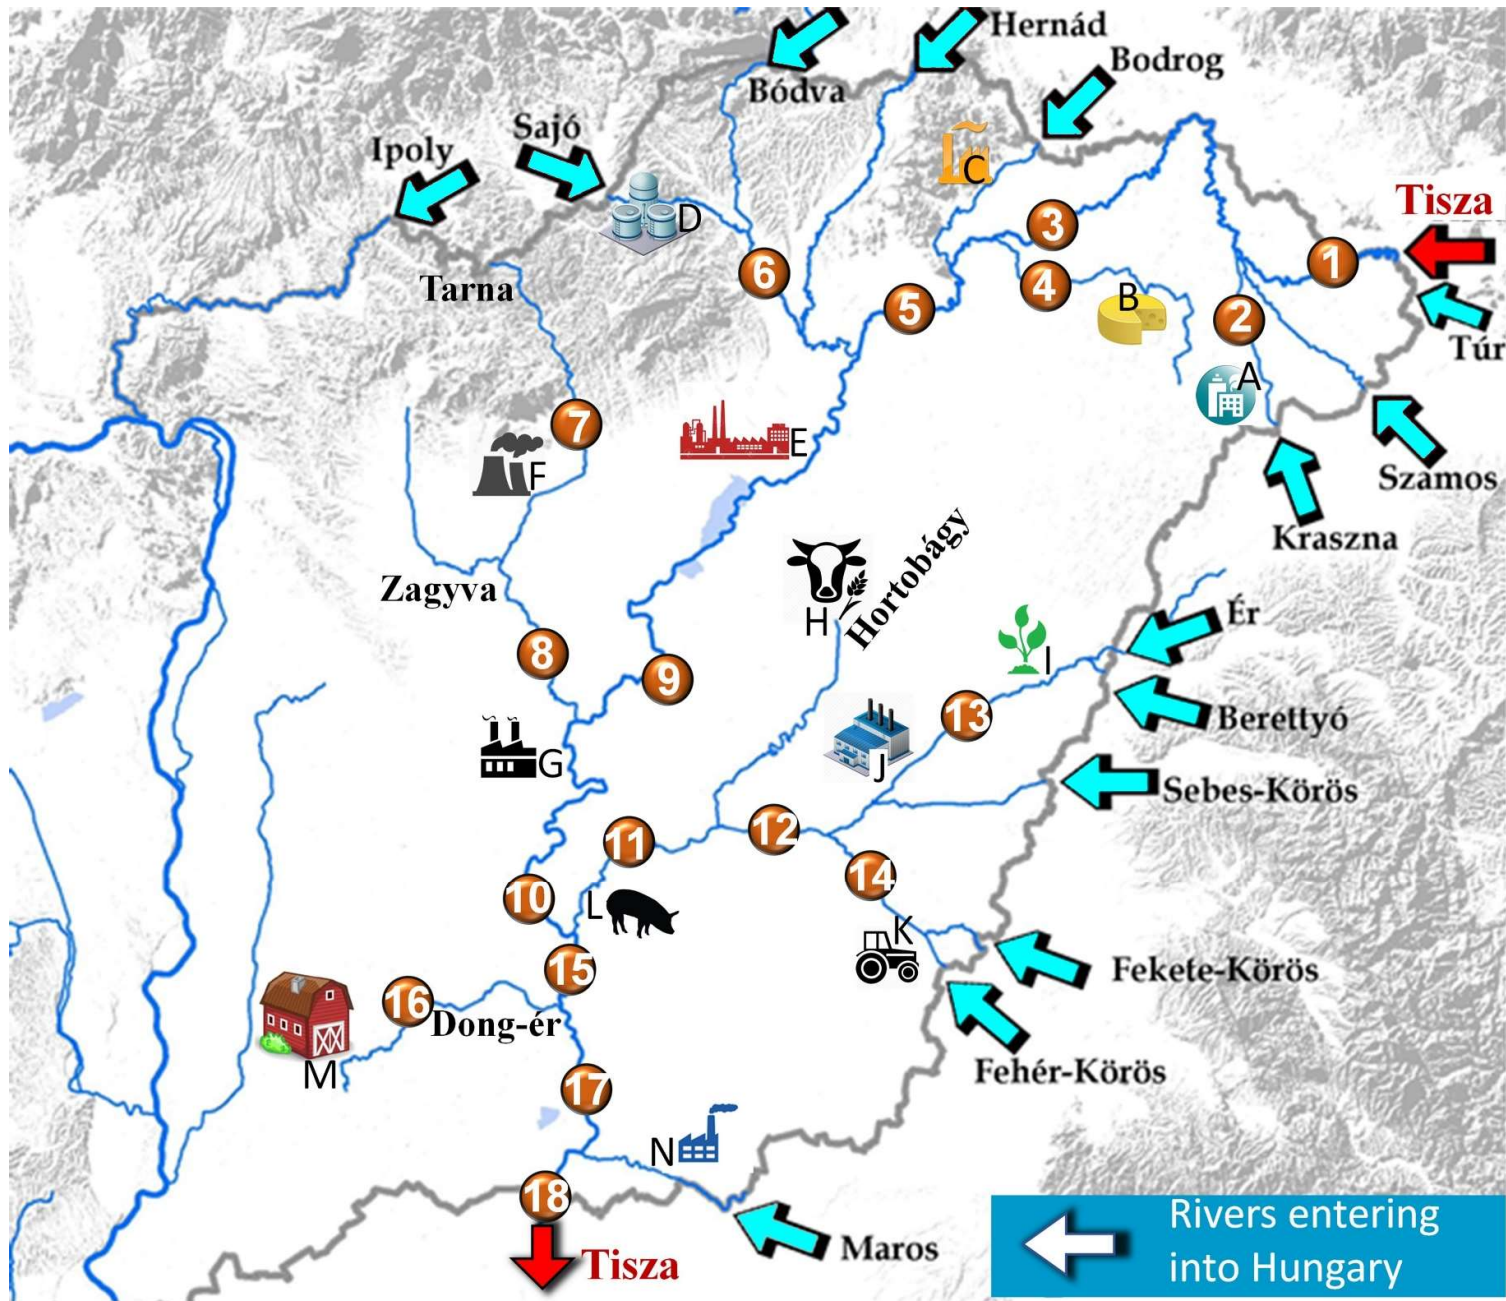 Hernád
Bodrog
Bódva
Sajó
Ipoly
C
Tisza
D
3
1
6
Tarna
4
5
B
2
Túr
A
7
E
F
Szamos
Kraszna
Hortobágy
Zagyva
H
Ér
8
I
9
13
Berettyó
G
J
Sebes-Körös
12
11
14
10
L
K
15
Fekete-Körös
16
Dong-ér
M
Fehér-Körös
17
N
18
Rivers entering
into Hungary
Maros
Tisza